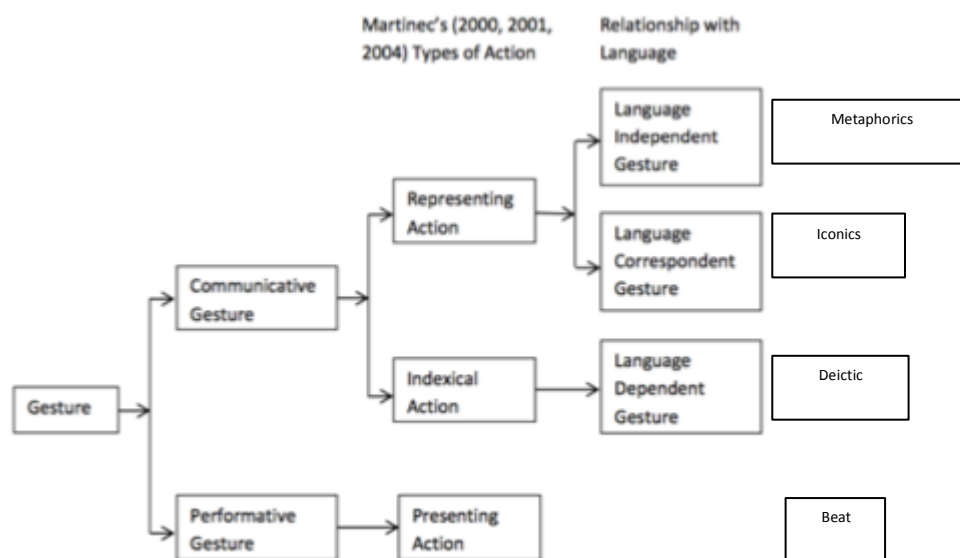 Martinec's (2000, 2001,
2004) Types of Action
Relationship with
Language
Language
Independent
Gesture
Metaphorics
Representing
Action
Language
Correspondent
Gesture
Iconics
Communicative
Gesture
Indexical
Action
Language
Dependent
Gesture
Deictic
Gesture
Performative
Gesture
Presenting
Action
Beat